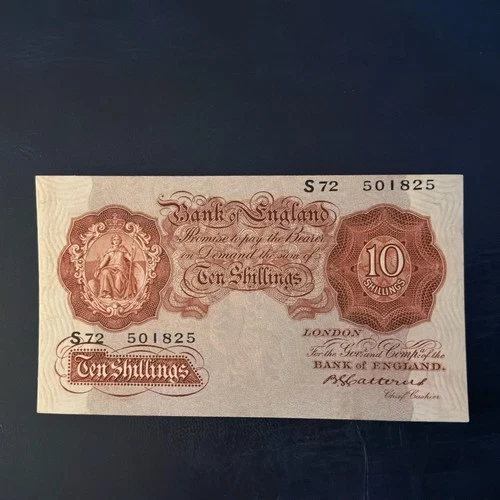 S72 501825
Bank of England
Promise to pay the Bearer
on Demand the sum of
Ten Shillings
10
SHILLINGS
S72 501825
Ten Shillings
LONDON
For the Govr. and Compa. of the
BANK OF ENGLAND.
B G Catterns
Chief Cashier